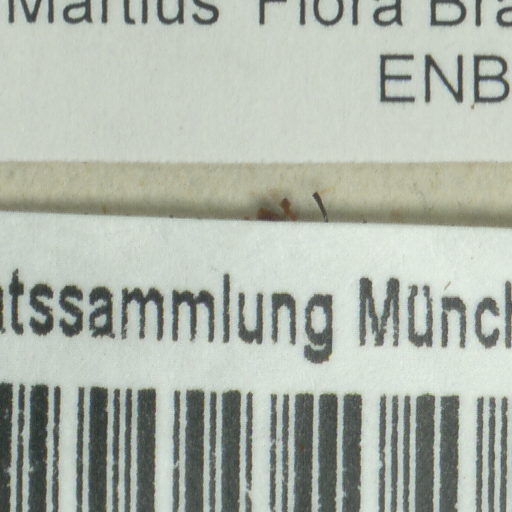 Martius Flora Bra
ENB
atssammlung Münch